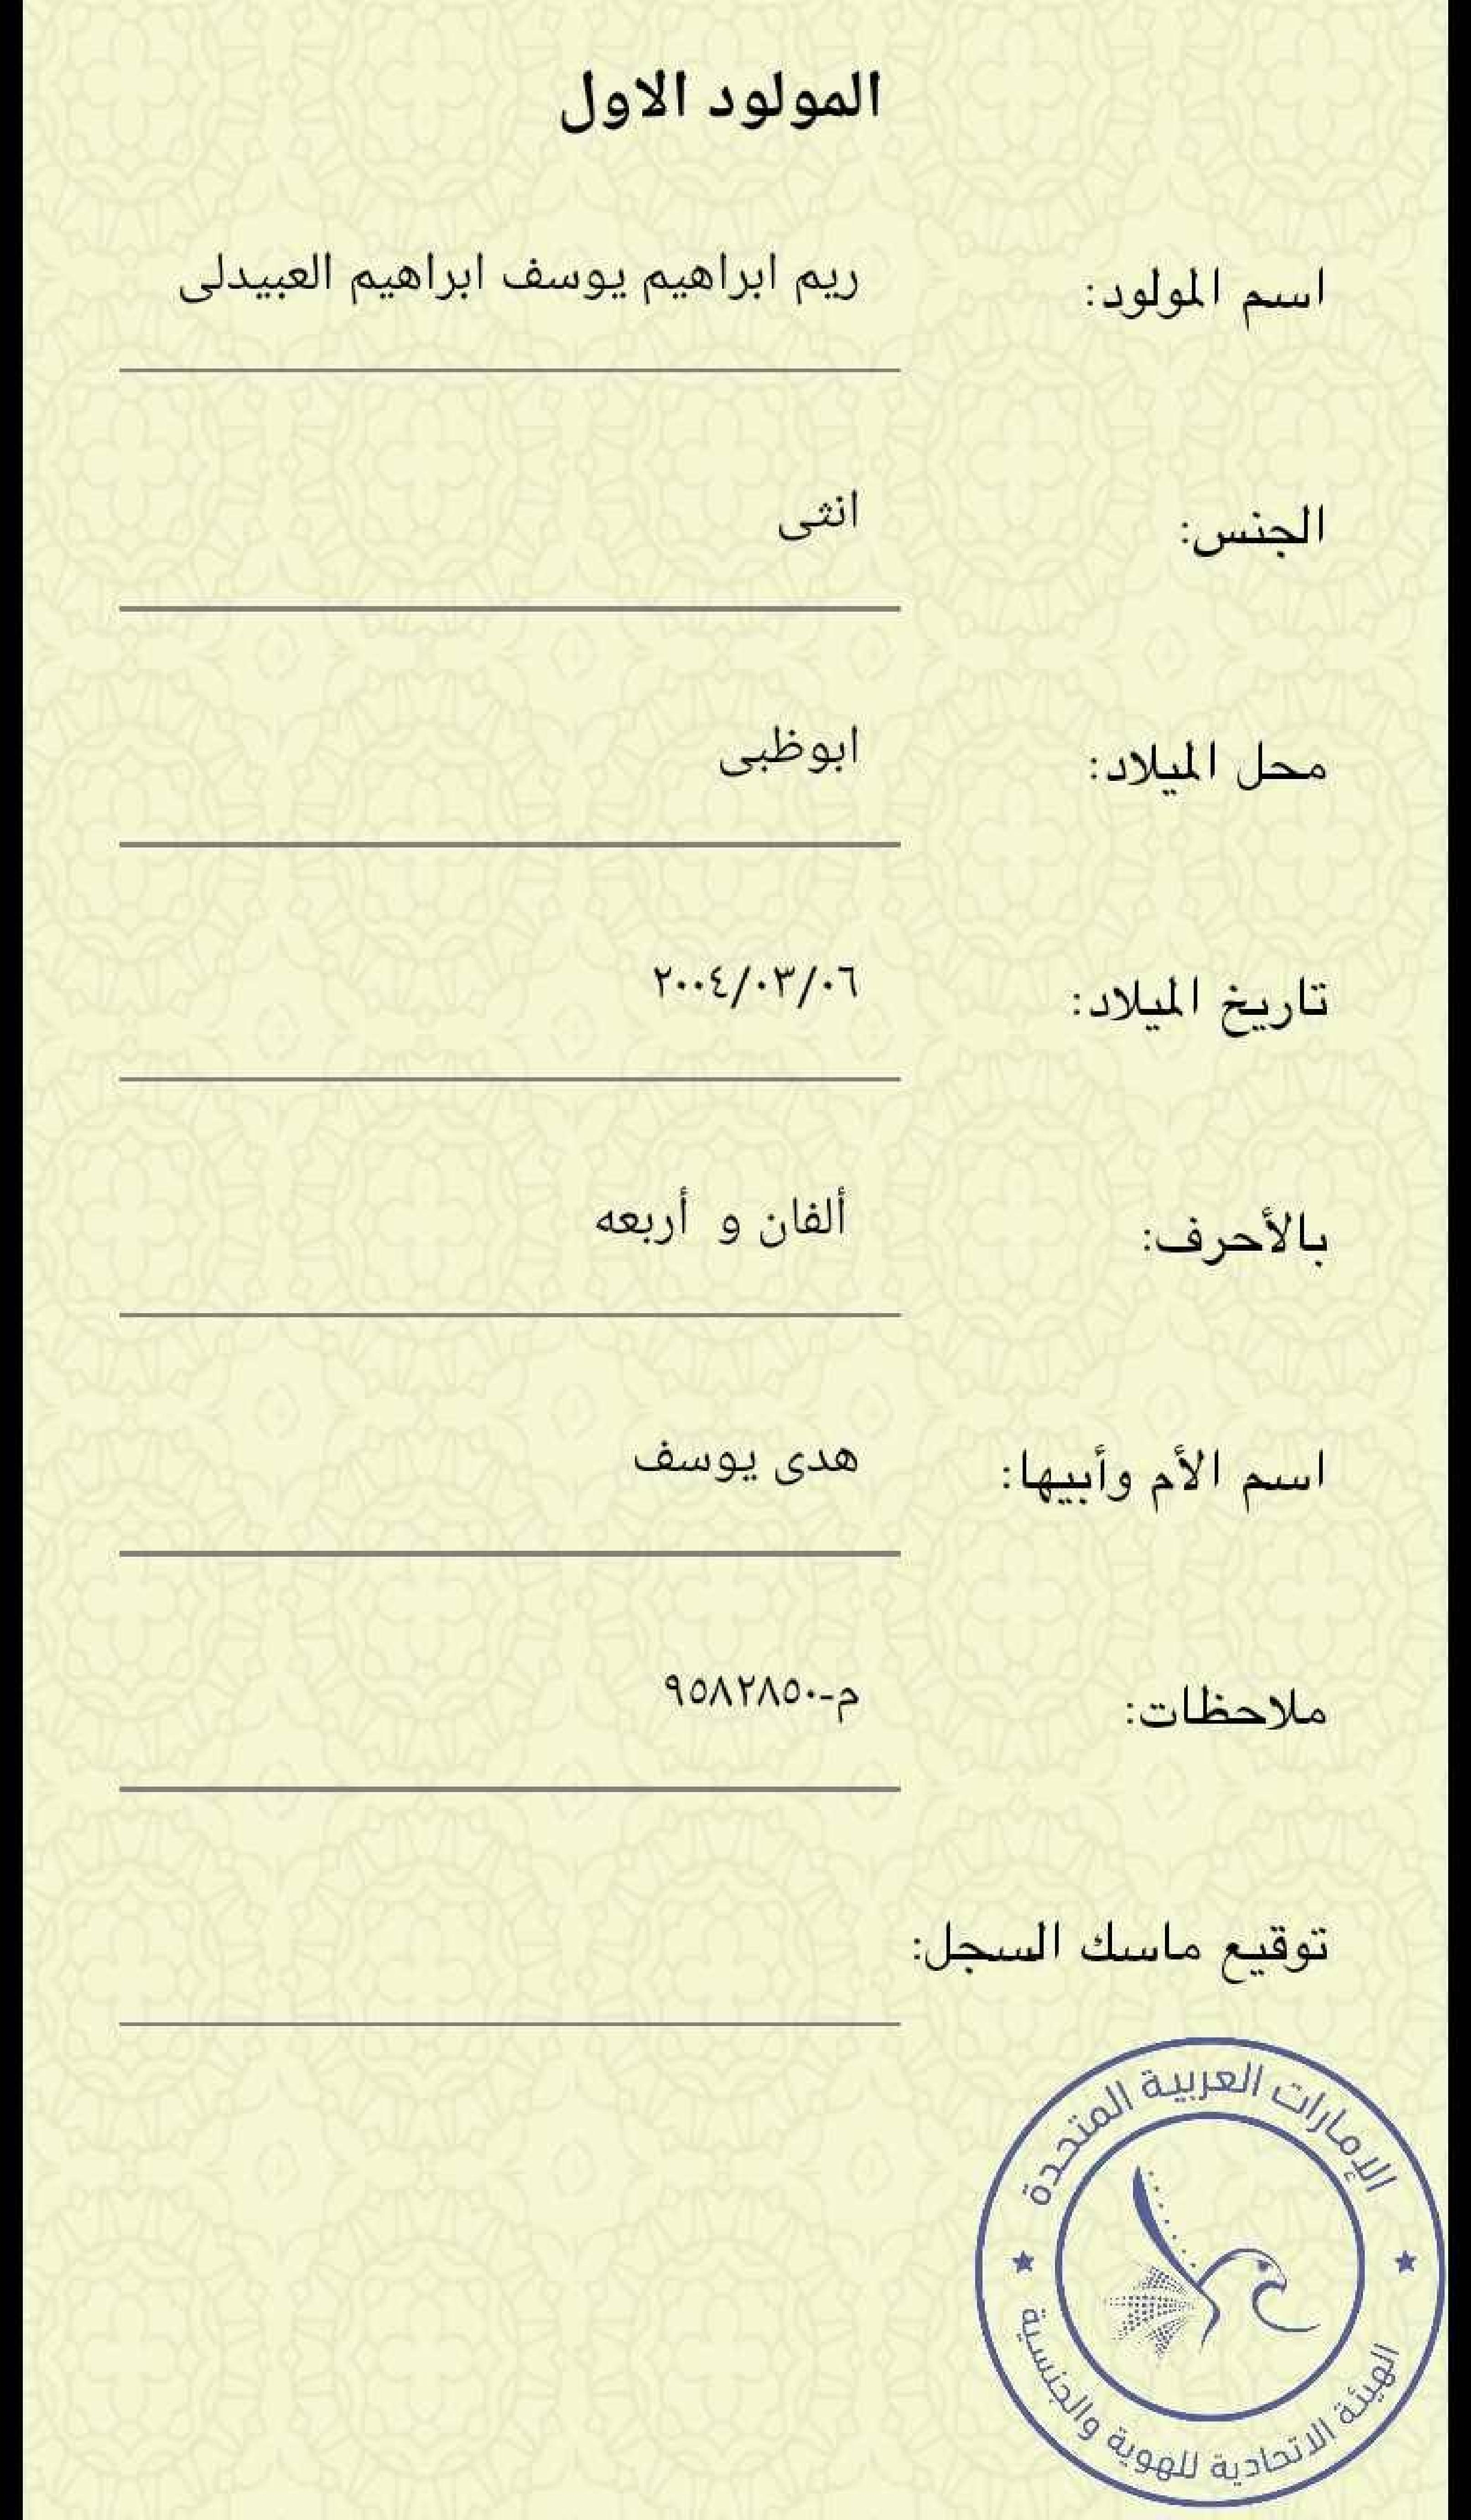 المولود الاول
اسم المولود: ريم ابراهيم يوسف ابراهيم العبيدلى
الجنس: انثى
محل الميلاد: ابوظبى
تاريخ الميلاد: ٢٠٠٤/٠٣/٠٦
بالأحرف: ألفان و أربعه
اسم الأم وأبيها: هدى يوسف
ملاحظات: م-٩٥٨٢٨٥٠
توقيع ماسك السجل:
الإمارات العربية المتحدة
الهيئة الاتحادية للهوية والجنسية